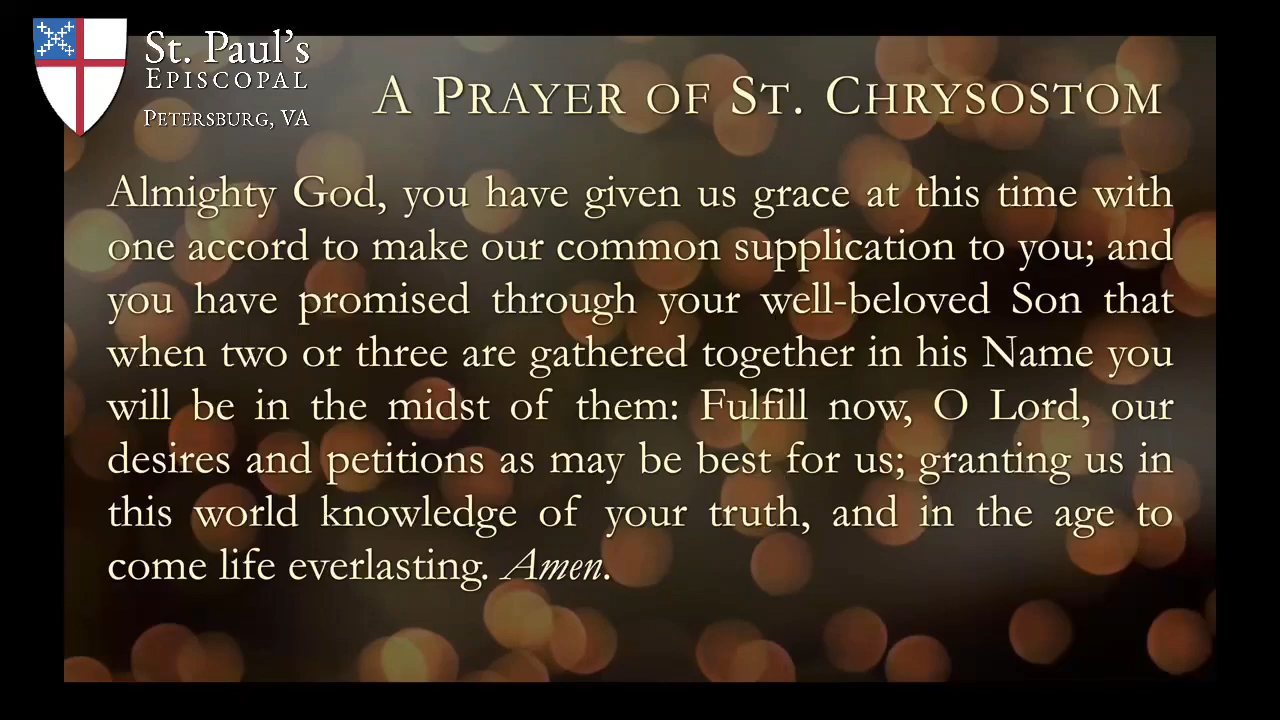 St. Paul's
Episcopal
Petersburg, VA
A Prayer of St. Chrysostom
Almighty God, you have given us grace at this time with
one accord to make our common supplication to you; and
you have promised through your well-beloved Son that
when two or three are gathered together in his Name you
will be in the midst of them: Fulfill now, O Lord, our
desires and petitions as may be best for us; granting us in
this world knowledge of your truth, and in the age to
come life everlasting. Amen.